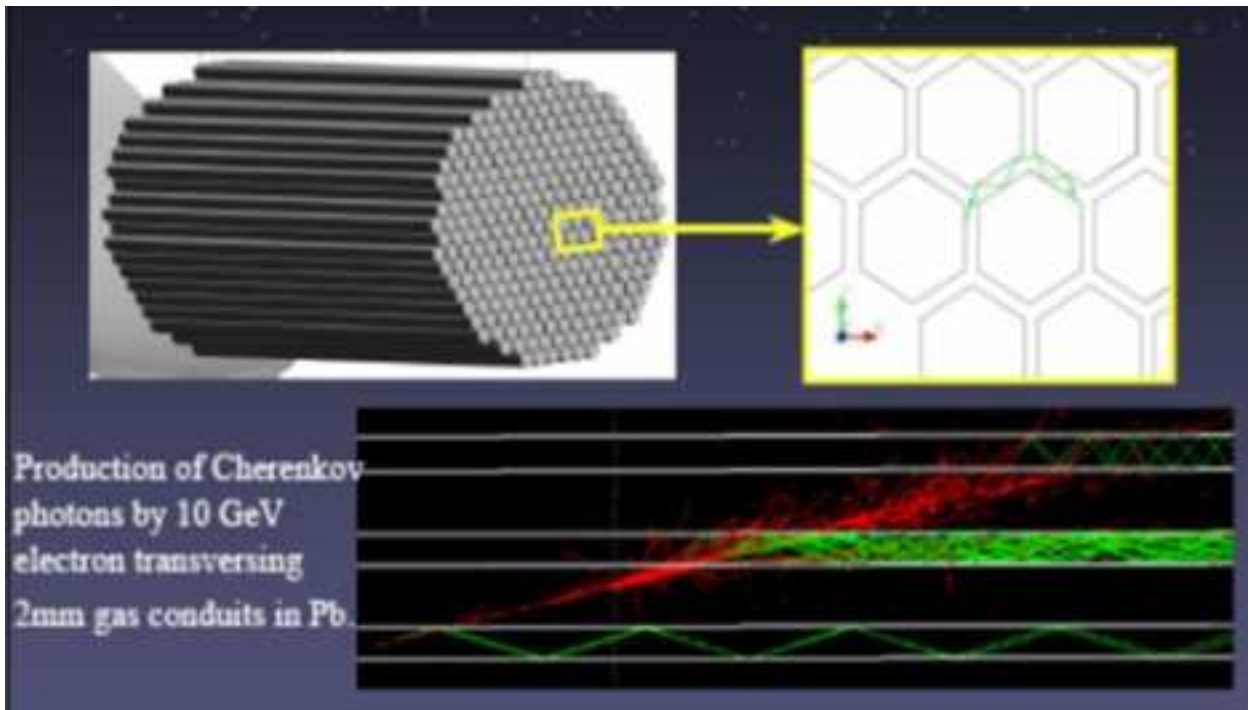 Production of Cherenkov
photons by 10 GeV
electron transversing
2mm gas conduits in Pb.